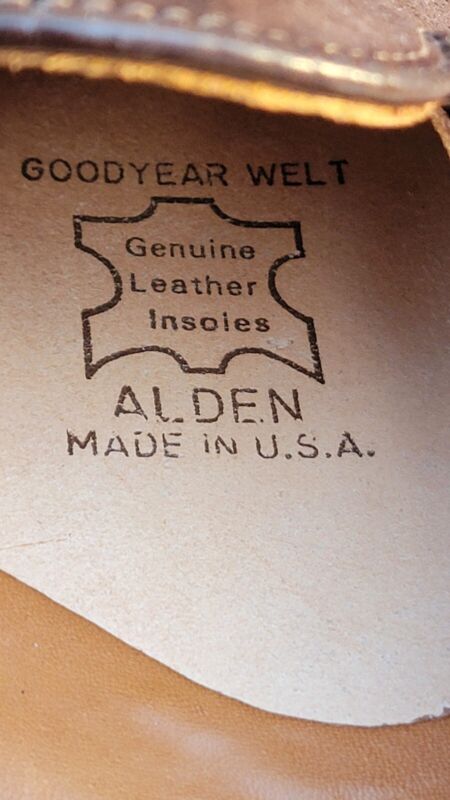 GOODYEAR WELT
Genuine
Leather
Insoles
ALDEN
MADE IN U.S.A.